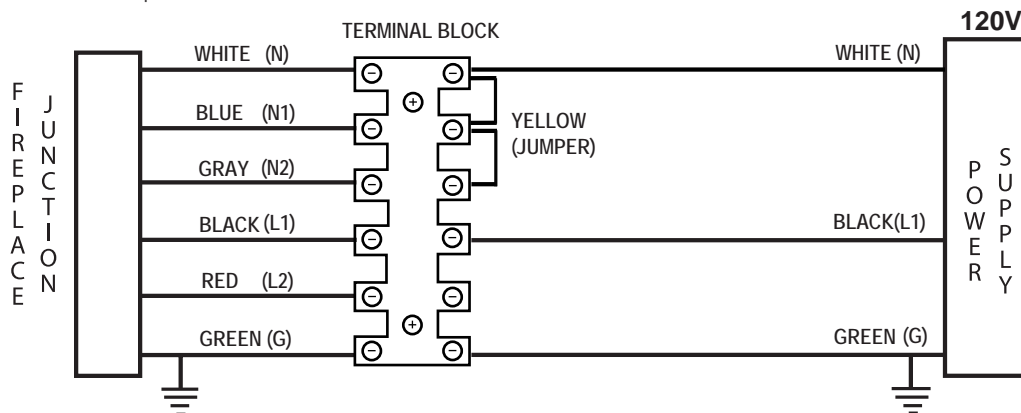 120V
TERMINAL BLOCK
WHITE (N)
WHITE (N)
FIREPLACE
JUNCTION
BLUE (N1)
YELLOW
(JUMPER)
GRAY (N2)
POWER
SUPPLY
BLACK (L1)
BLACK(L1)
RED (L2)
GREEN (G)
GREEN (G)